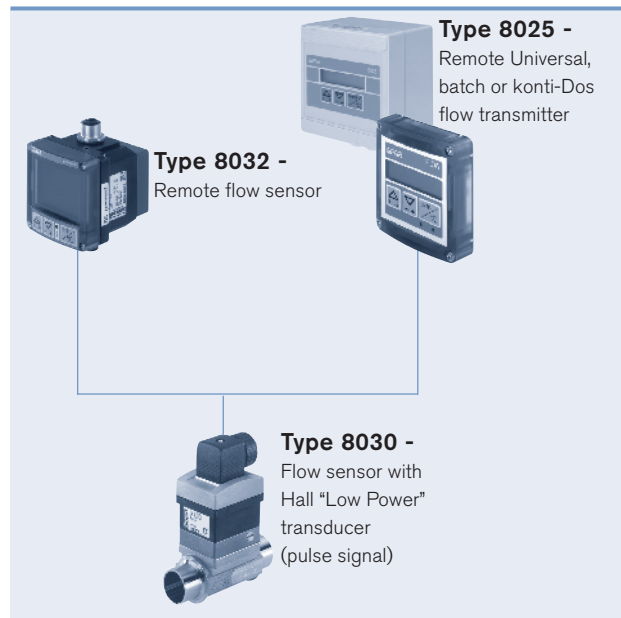 Type 8025 -
Remote Universal,
batch or konti-Dos
flow transmitter
Type 8032 -
Remote flow sensor
Type 8030 -
Flow sensor with
Hall “Low Power”
transducer
(pulse signal)